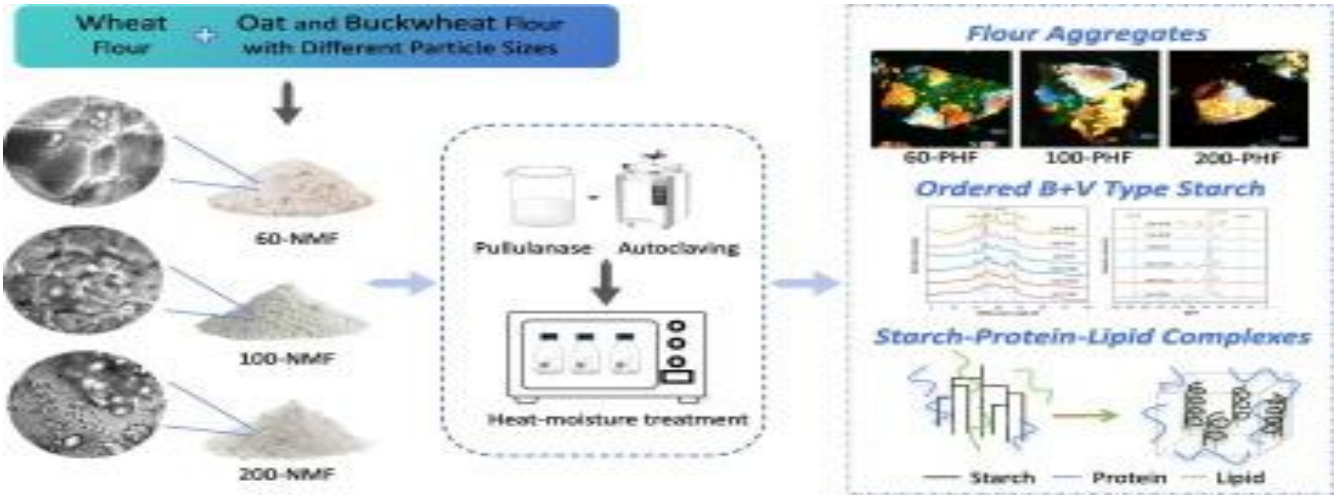 Wheat Flour + Oat and Buckwheat Flour with Different Particle Sizes
60-NMF
100-NMF
200-NMF
Pullulanase - Autoclaving
Heat-moisture treatment
Flour Aggregates
60-PHF 100-PHF 200-PHF
Ordered B+V Type Starch
Starch-Protein-Lipid Complexes
Starch Protein Lipid